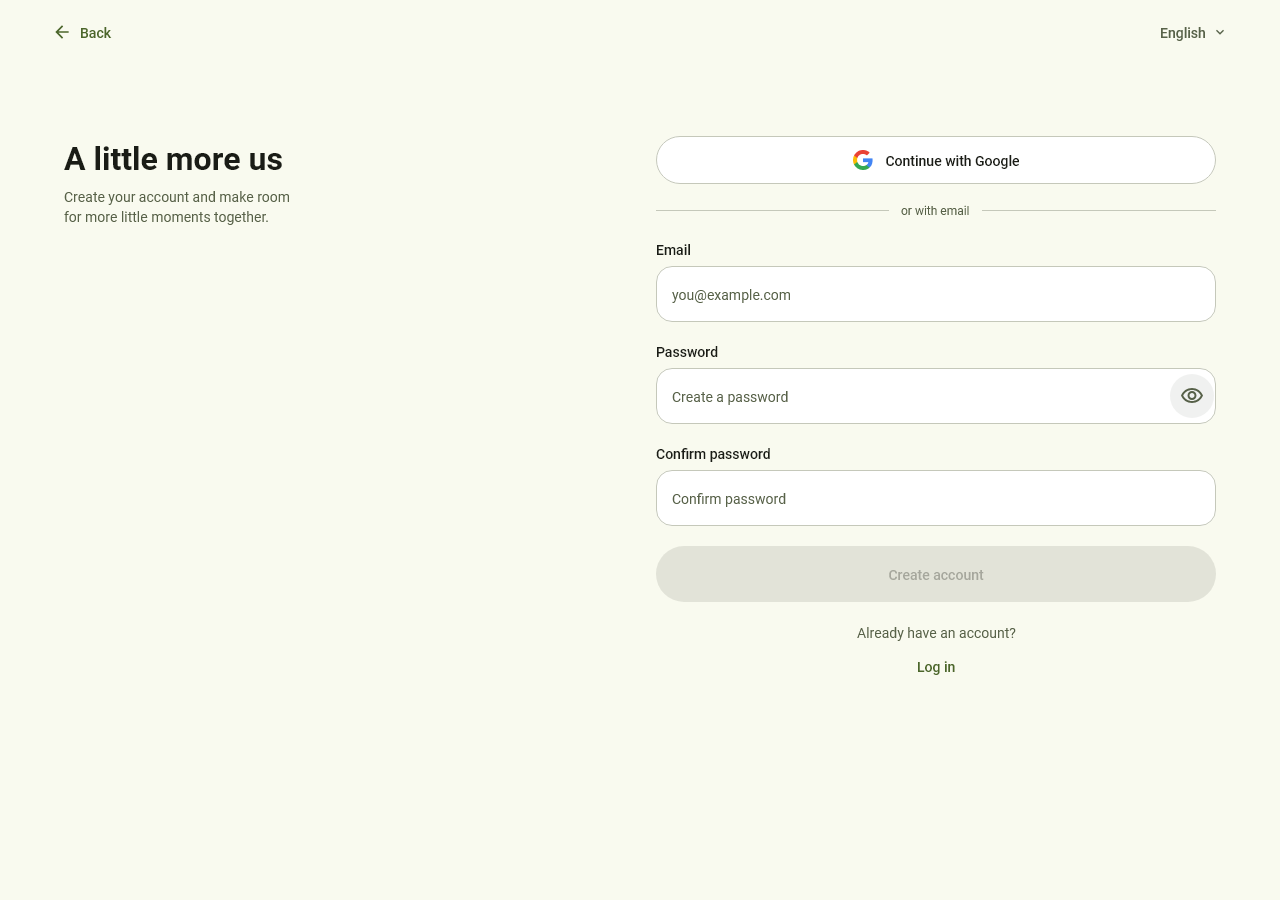 Back
English
A little more us
Create your account and make room
for more little moments together.
Continue with Google
or with email
Email
you@example.com
Password
Create a password
Confirm password
Confirm password
Create account
Already have an account?
Log in